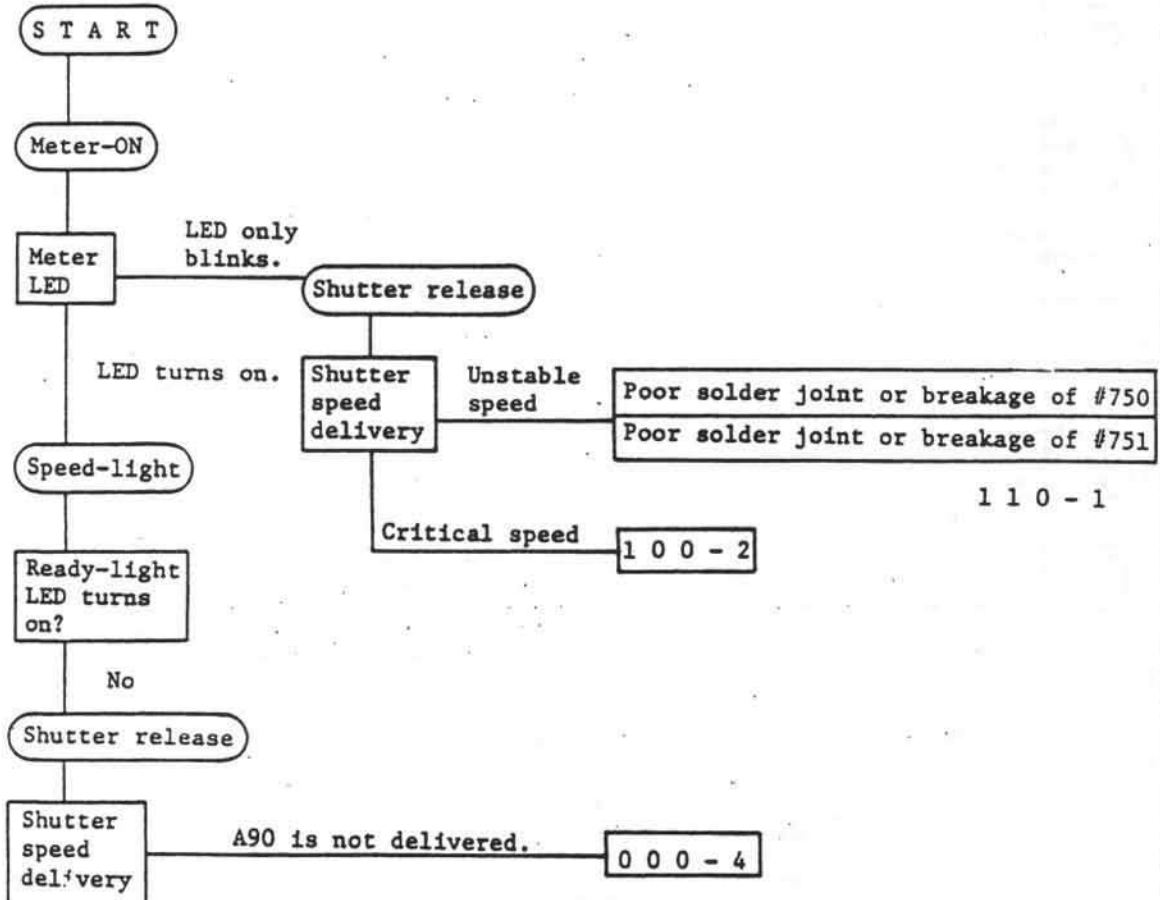 S T A R T
Meter-ON
LED only
blinks.
Meter
LED
Shutter release
LED turns on.
Shutter
speed
delivery
Unstable
speed
Poor solder joint or breakage of #750
Poor solder joint or breakage of #751
1 1 0 - 1
Speed-light
Critical speed
1 0 0 - 2
Ready-light
LED turns
on?
No
Shutter release
Shutter
speed
delivery
A90 is not delivered.
0 0 0 - 4